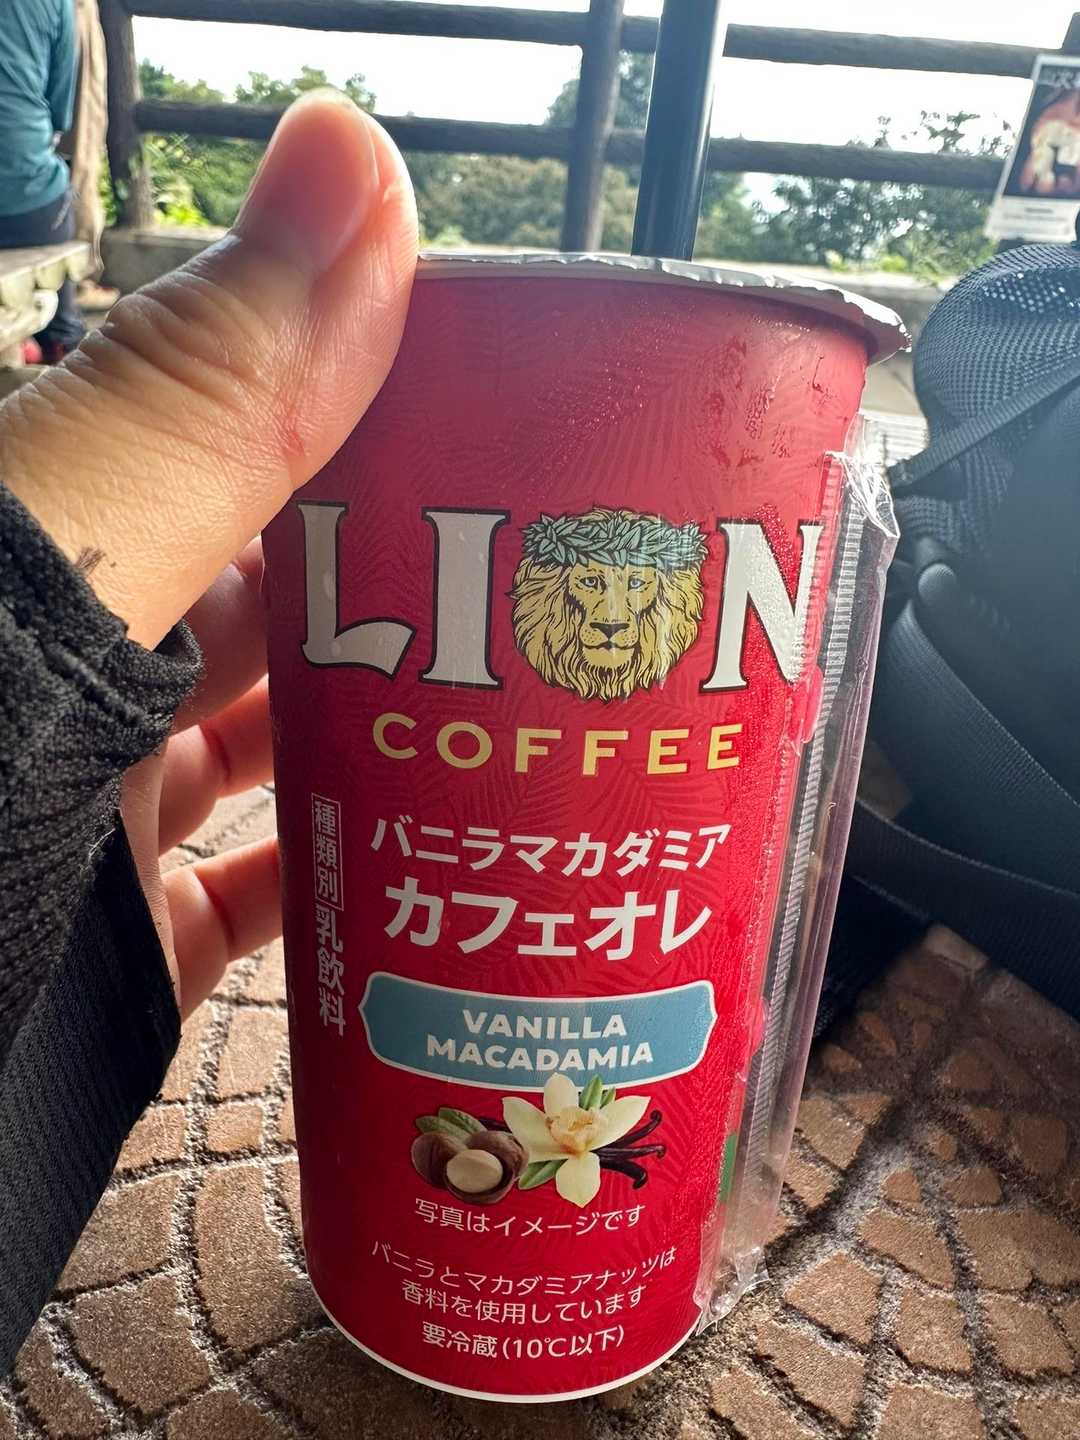 LION
COFFEE
バニラマカダミア
カフェオレ
種類別 乳飲料
VANILLA
MACADAMIA
写真はイメージです
バニラとマカダミアナッツは
香料を使用しています
要冷蔵(10℃以下)